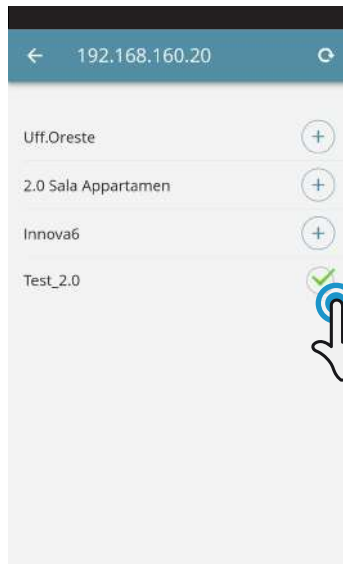 192.168.160.20
Uff.Oreste
2.0 Sala Appartamen
Innova6
Test_2.0